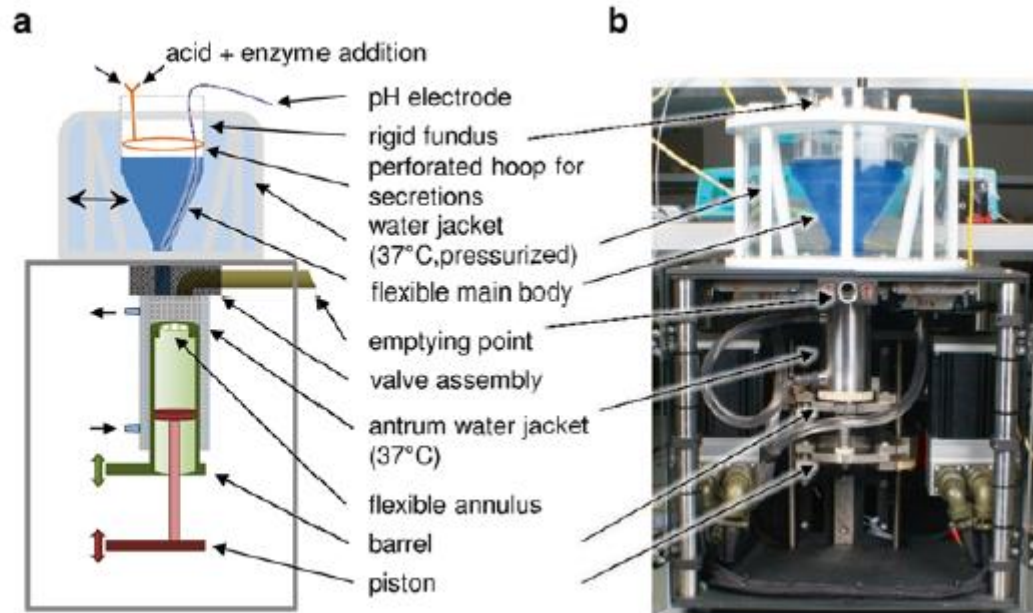 a
b
acid + enzyme addition
pH electrode
rigid fundus
perforated hoop for
secretions
water jacket
(37°C,pressurized)
flexible main body
emptying point
valve assembly
antrum water jacket
(37°C)
flexible annulus
barrel
piston